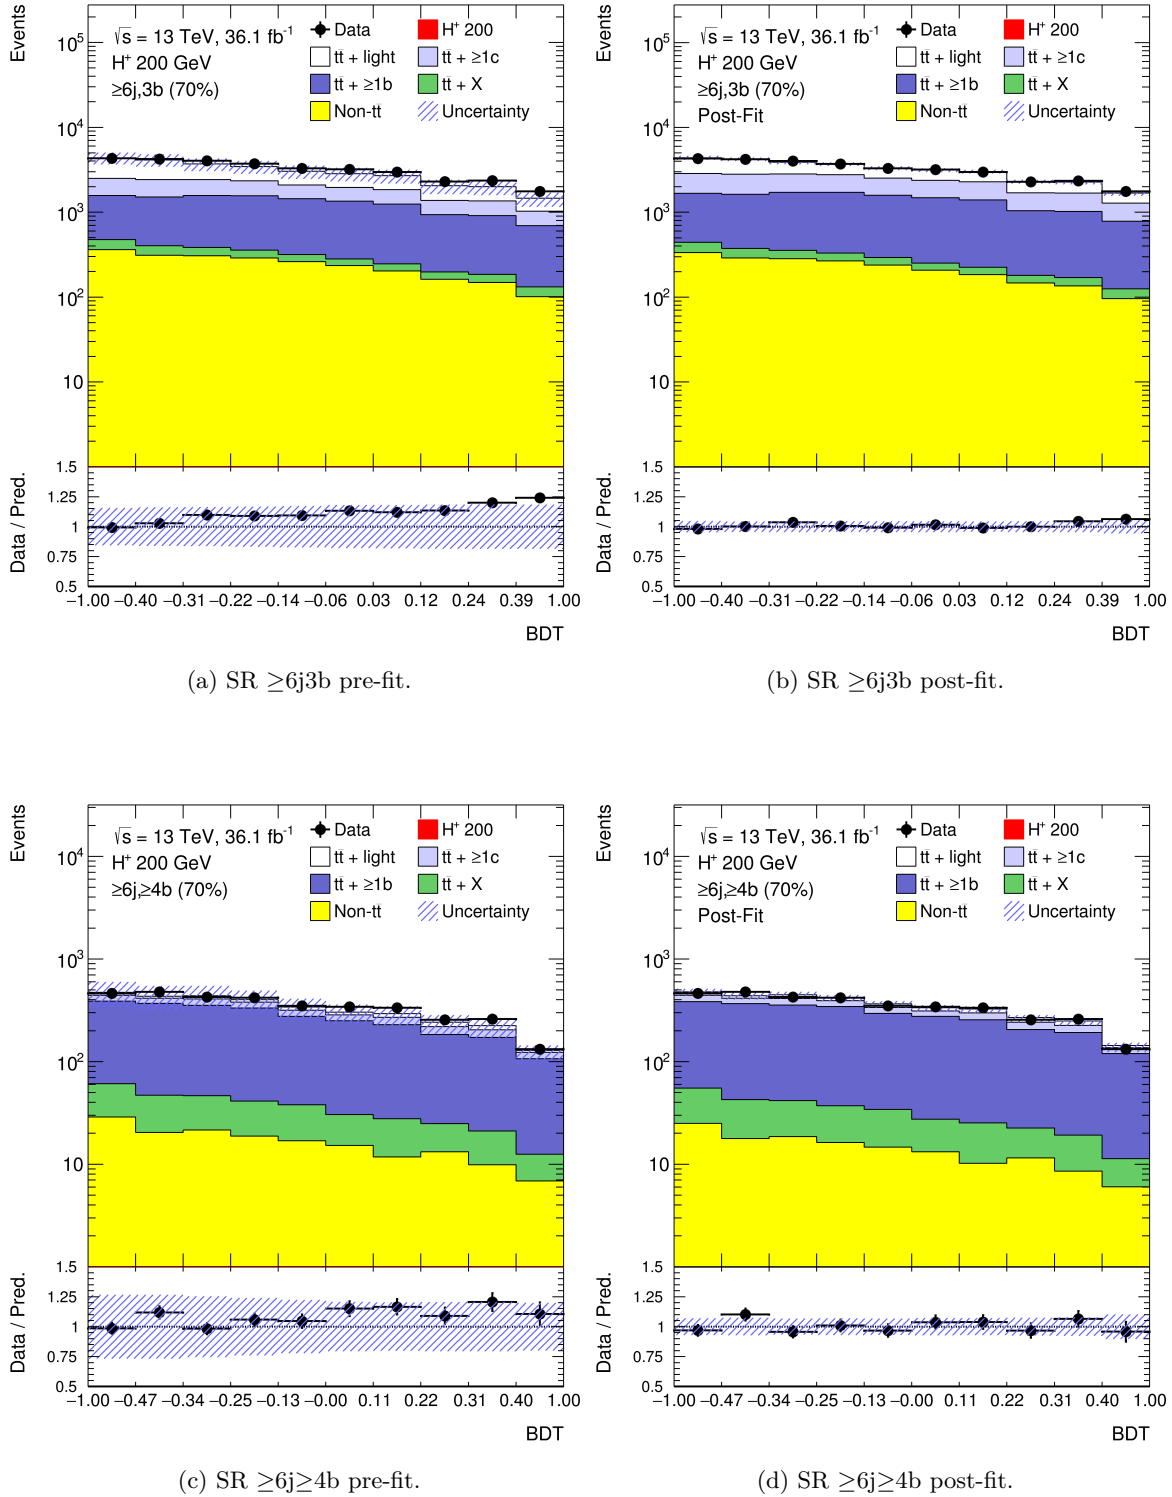 Events
10⁵
10⁴
10³
10²
10
√s = 13 TeV, 36.1 fb⁻¹
H⁺ 200 GeV
≥6j,3b (70%)
Data
H⁺ 200
tt̄ + light
tt̄ + ≥1c
tt̄ + ≥1b
tt̄ + X
Non-tt̄
Uncertainty
Data / Pred.
1.5
1.25
1
0.75
0.5
−1.00 −0.40 −0.31 −0.22 −0.14 −0.06 0.03 0.12 0.24 0.39 1.00
BDT
(a) SR ≥6j3b pre-fit.
Events
10⁵
10⁴
10³
10²
10
√s = 13 TeV, 36.1 fb⁻¹
H⁺ 200 GeV
≥6j,3b (70%)
Post-Fit
Data
H⁺ 200
tt̄ + light
tt̄ + ≥1c
tt̄ + ≥1b
tt̄ + X
Non-tt̄
Uncertainty
Data / Pred.
1.5
1.25
1
0.75
0.5
−1.00 −0.40 −0.31 −0.22 −0.14 −0.06 0.03 0.12 0.24 0.39 1.00
BDT
(b) SR ≥6j3b post-fit.
Events
10⁴
10³
10²
10
√s = 13 TeV, 36.1 fb⁻¹
H⁺ 200 GeV
≥6j,≥4b (70%)
Data
H⁺ 200
tt̄ + light
tt̄ + ≥1c
tt̄ + ≥1b
tt̄ + X
Non-tt̄
Uncertainty
Data / Pred.
1.5
1.25
1
0.75
0.5
−1.00 −0.47 −0.34 −0.25 −0.13 −0.00 0.11 0.22 0.31 0.40 1.00
BDT
(c) SR ≥6j≥4b pre-fit.
Events
10⁴
10³
10²
10
√s = 13 TeV, 36.1 fb⁻¹
H⁺ 200 GeV
≥6j,≥4b (70%)
Post-Fit
Data
H⁺ 200
tt̄ + light
tt̄ + ≥1c
tt̄ + ≥1b
tt̄ + X
Non-tt̄
Uncertainty
Data / Pred.
1.5
1.25
1
0.75
0.5
−1.00 −0.47 −0.34 −0.25 −0.13 −0.00 0.11 0.22 0.31 0.40 1.00
BDT
(d) SR ≥6j≥4b post-fit.